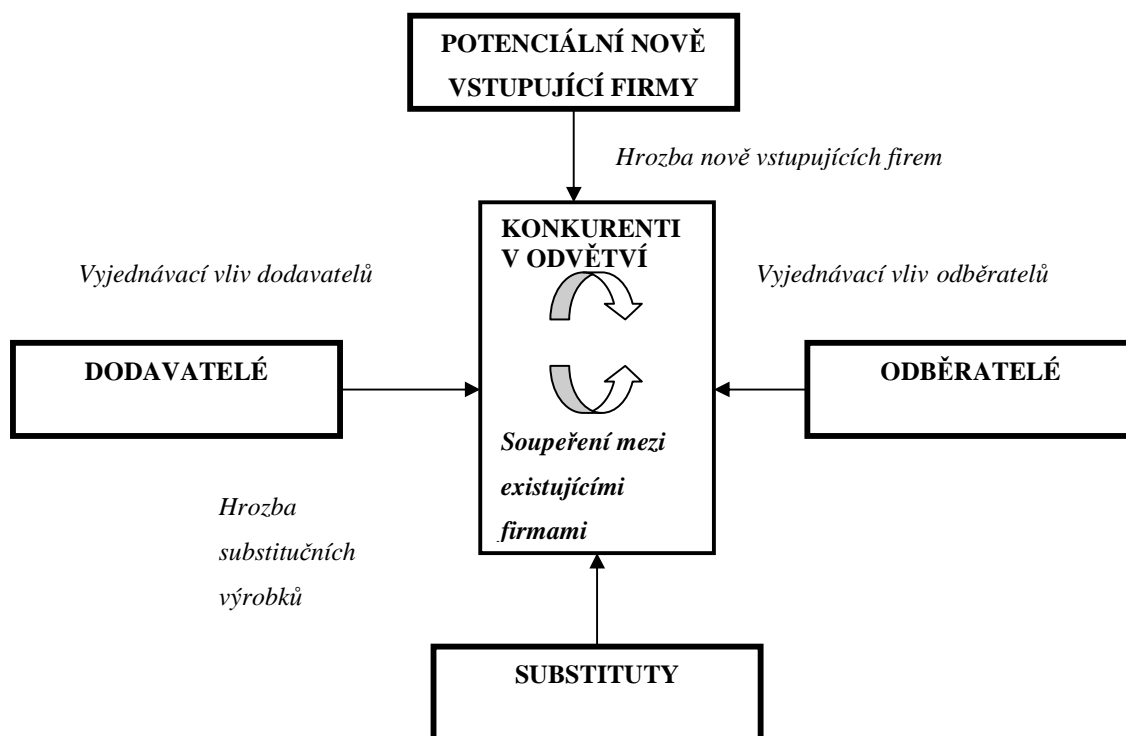 POTENCIÁLNÍ NOVĚ
VSTUPUJÍCÍ FIRMY
Hrozba nově vstupujících firem
KONKURENTI
V ODVĚTVÍ
Vyjednávací vliv dodavatelů
Vyjednávací vliv odběratelů
DODAVATELÉ
ODBĚRATELÉ
Soupeření mezi
existujícími
firmami
Hrozba
substitučních
výrobků
SUBSTITUTY